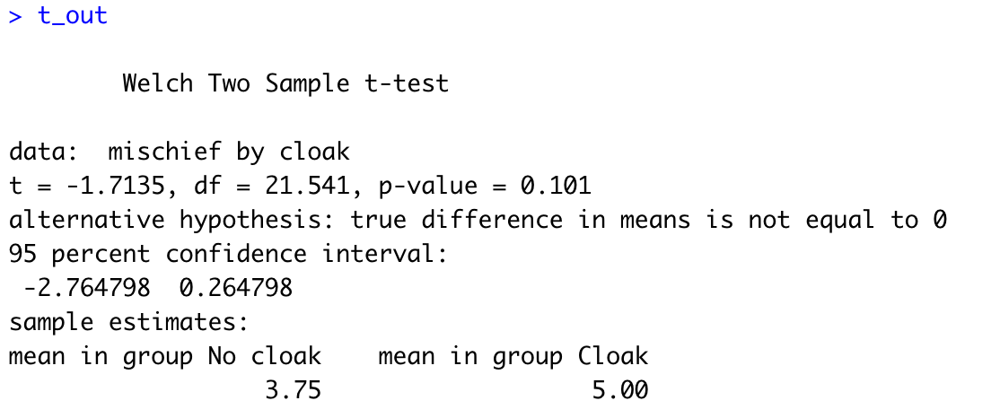 > t_out
Welch Two Sample t-test
data:  mischief by cloak
t = -1.7135, df = 21.541, p-value = 0.101
alternative hypothesis: true difference in means is not equal to 0
95 percent confidence interval:
 -2.764798  0.264798
sample estimates:
mean in group No cloak    mean in group Cloak
                  3.75                   5.00